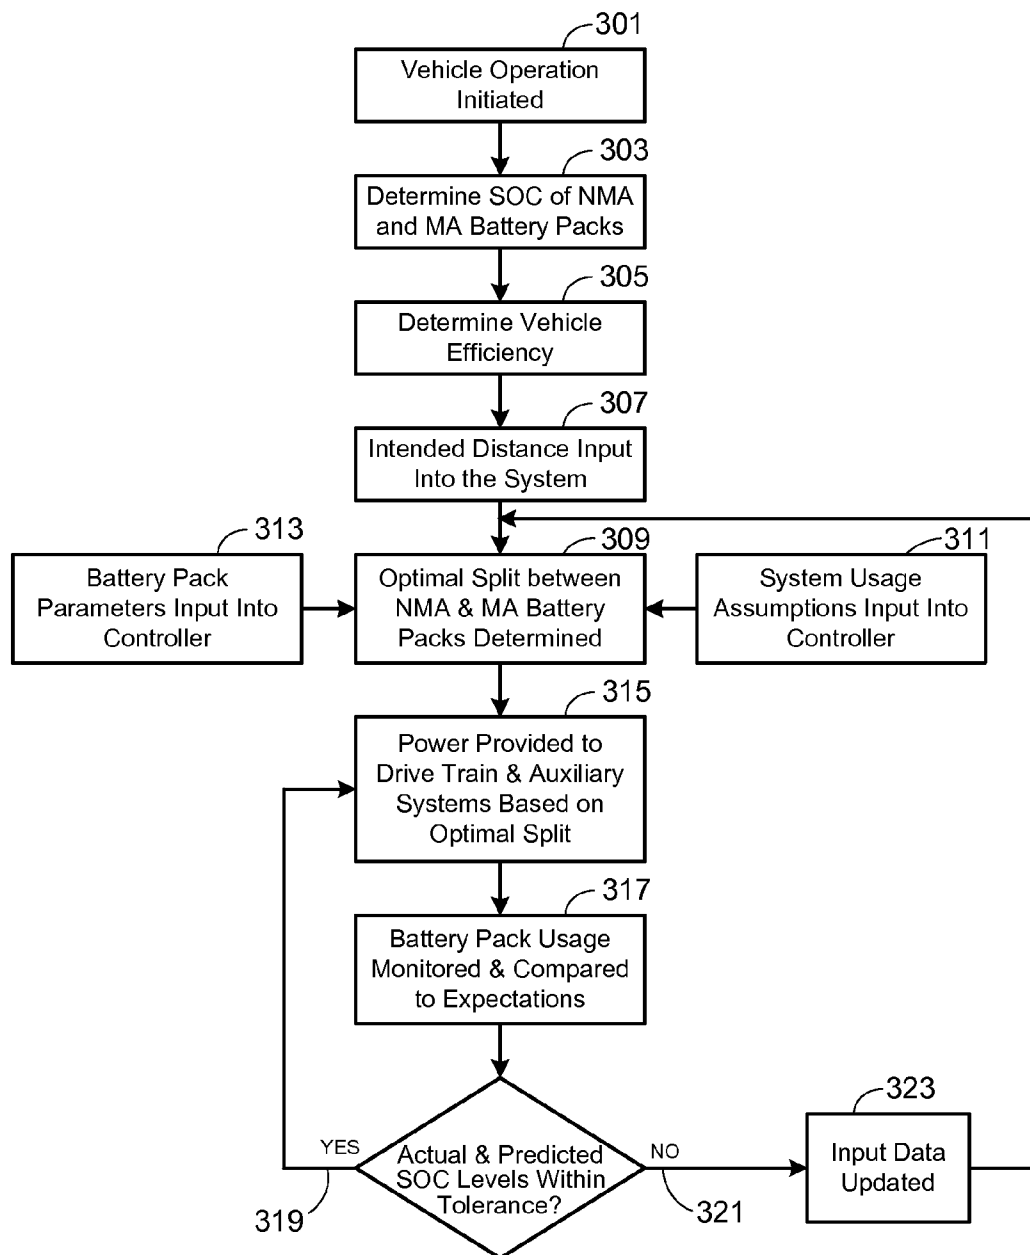 301
Vehicle Operation
Initiated
303
Determine SOC of NMA
and MA Battery Packs
305
Determine Vehicle
Efficiency
307
Intended Distance Input
Into the System
313
Battery Pack
Parameters Input Into
Controller
309
Optimal Split between
NMA & MA Battery
Packs Determined
311
System Usage
Assumptions Input Into
Controller
315
Power Provided to
Drive Train & Auxiliary
Systems Based on
Optimal Split
317
Battery Pack Usage
Monitored & Compared
to Expectations
YES
319
Actual & Predicted
SOC Levels Within
Tolerance?
NO
321
323
Input Data
Updated